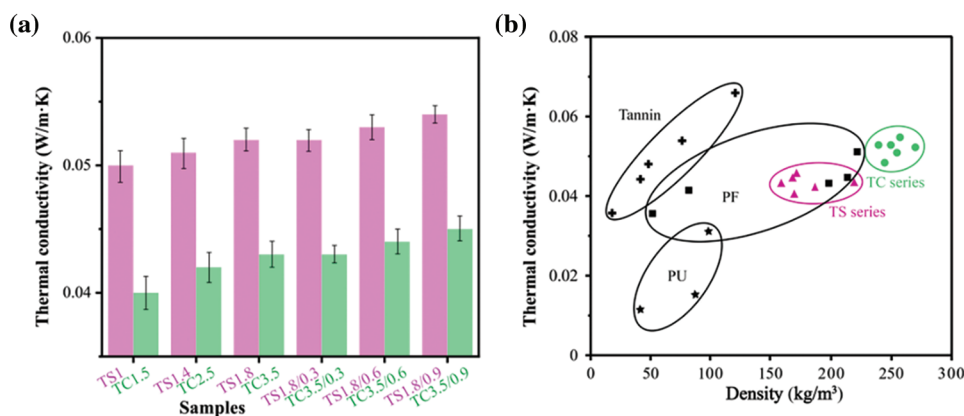 (a)
0.06
0.05
0.04
Thermal conductivity (W/m·K)
TS1
TC1.5
TS1.4
TC2.5
TS1.8
TC3.5
TS1.8/0.3
TC3.5/0.3
TS1.8/0.6
TC3.5/0.6
TS1.8/0.9
TC3.5/0.9
Samples
(b)
0.08
0.06
0.04
0.02
0
Thermal conductivity (W/m·K)
Tannin
PF
PU
TC series
TS series
0
50
100
150
200
250
300
Density (kg/m³)